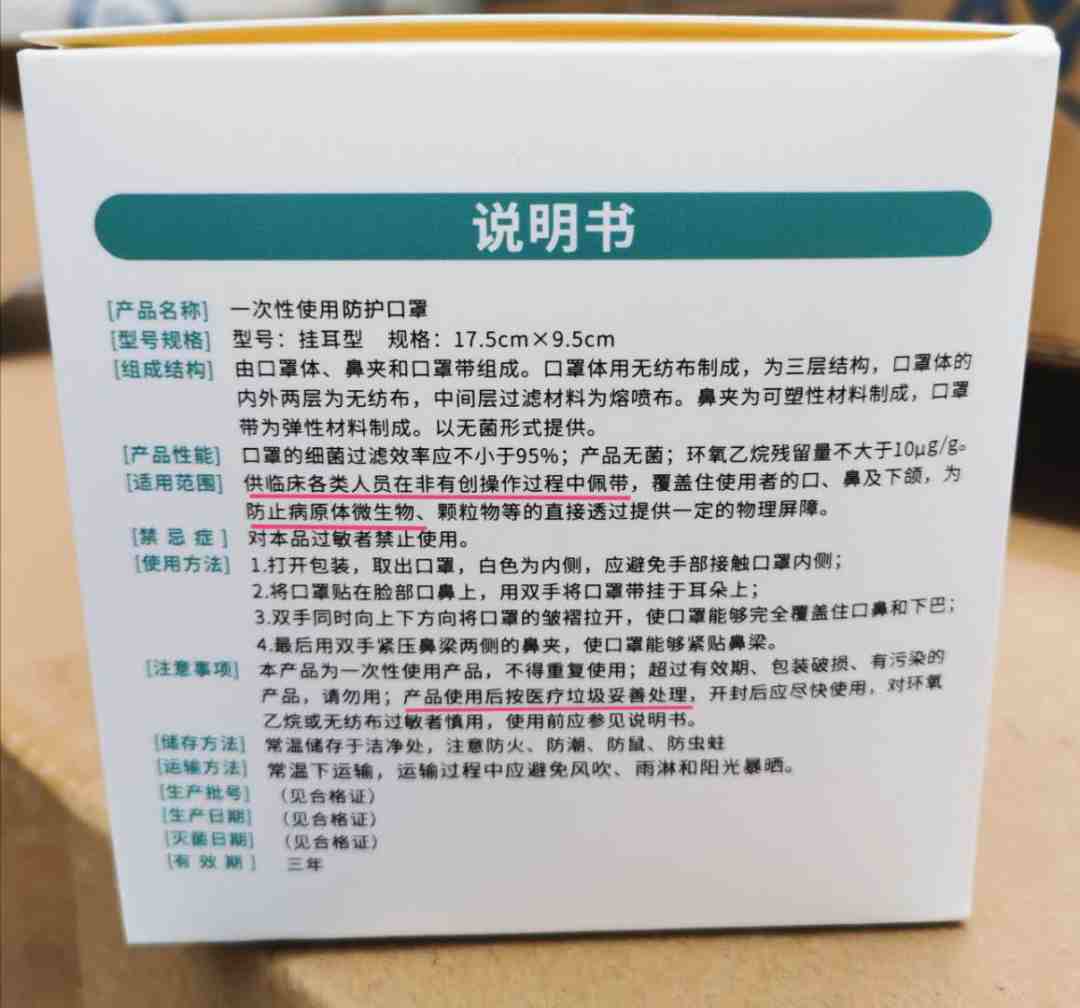 说明书
[产品名称] 一次性使用防护口罩
[型号规格] 型号：挂耳型 规格：17.5cm×9.5cm
[组成结构] 由口罩体、鼻夹和口罩带组成。口罩体用无纺布制成，为三层结构，口罩体的
内外两层为无纺布，中间层过滤材料为熔喷布。鼻夹为可塑性材料制成，口罩
带为弹性材料制成。以无菌形式提供。
[产品性能] 口罩的细菌过滤效率应不小于95%；产品无菌；环氧乙烷残留量不大于10μg/g。
[适用范围] 供临床各类人员在非有创操作过程中佩带，覆盖住使用者的口、鼻及下颌，为
防止病原体微生物、颗粒物等的直接透过提供一定的物理屏障。
[禁忌症] 对本品过敏者禁止使用。
[使用方法] 1.打开包装，取出口罩，白色为内侧，应避免手部接触口罩内侧；
2.将口罩贴在脸部口鼻上，用双手将口罩带挂于耳朵上；
3.双手同时向上下方向将口罩的皱褶拉开，使口罩能够完全覆盖住口鼻和下巴；
4.最后用双手紧压鼻梁两侧的鼻夹，使口罩能够紧贴鼻梁。
[注意事项] 本产品为一次性使用产品，不得重复使用；超过有效期、包装破损、有污染的
产品，请勿用；产品使用后按医疗垃圾妥善处理，开封后应尽快使用，对环氧
乙烷或无纺布过敏者慎用，使用前应参见说明书。
[储存方法] 常温储存于洁净处，注意防火、防潮、防鼠、防虫蛀
[运输方法] 常温下运输，运输过程中应避免风吹、雨淋和阳光暴晒。
[生产批号] （见合格证）
[生产日期] （见合格证）
[灭菌日期] （见合格证）
[有效期] 三年